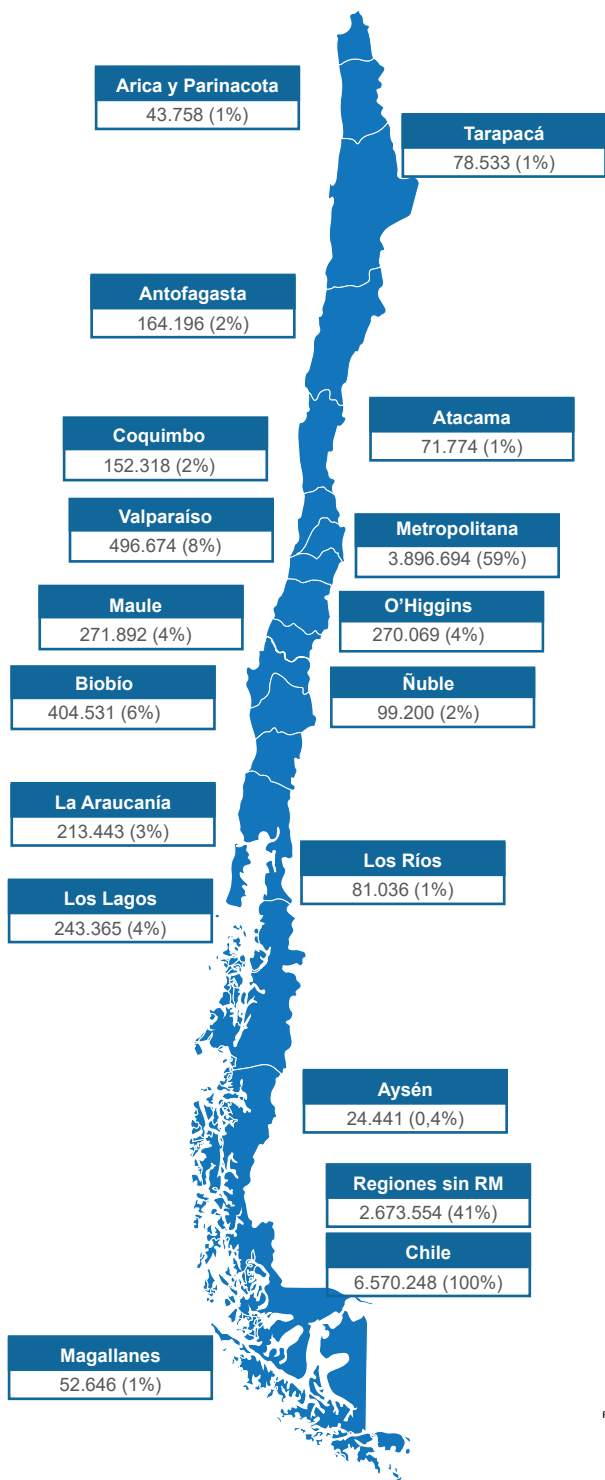 Arica y Parinacota
43.758 (1%)
Tarapacá
78.533 (1%)
Antofagasta
164.196 (2%)
Atacama
71.774 (1%)
Coquimbo
152.318 (2%)
Valparaíso
496.674 (8%)
Metropolitana
3.896.694 (59%)
Maule
271.892 (4%)
O'Higgins
270.069 (4%)
Biobío
404.531 (6%)
Ñuble
99.200 (2%)
La Araucanía
213.443 (3%)
Los Ríos
81.036 (1%)
Los Lagos
243.365 (4%)
Aysén
24.441 (0,4%)
Regiones sin RM
2.673.554 (41%)
Chile
6.570.248 (100%)
Magallanes
52.646 (1%)